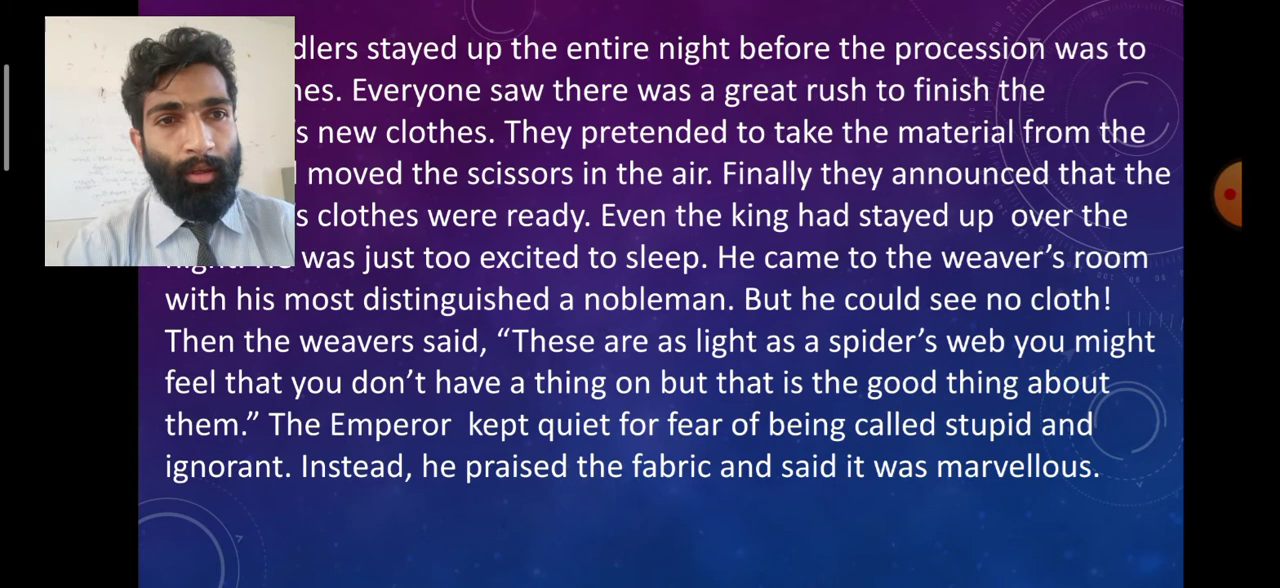 dlers stayed up the entire night before the procession was to
nes. Everyone saw there was a great rush to finish the
's new clothes. They pretended to take the material from the
moved the scissors in the air. Finally they announced that the
's clothes were ready. Even the king had stayed up over the
was just too excited to sleep. He came to the weaver's room
with his most distinguished a nobleman. But he could see no cloth!
Then the weavers said, “These are as light as a spider's web you might
feel that you don't have a thing on but that is the good thing about
them.” The Emperor kept quiet for fear of being called stupid and
ignorant. Instead, he praised the fabric and said it was marvellous.